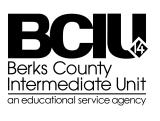 BCIU
14
Berks County
Intermediate Unit
an educational service agency